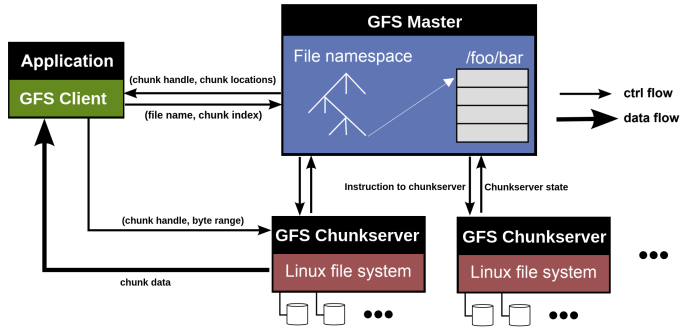 GFS Master
Application
GFS Client
File namespace
/foo/bar
(chunk handle, chunk locations)
(file name, chunk index)
ctrl flow
data flow
Instruction to chunkserver
Chunkserver state
(chunk handle, byte range)
GFS Chunkserver
Linux file system
GFS Chunkserver
Linux file system
chunk data